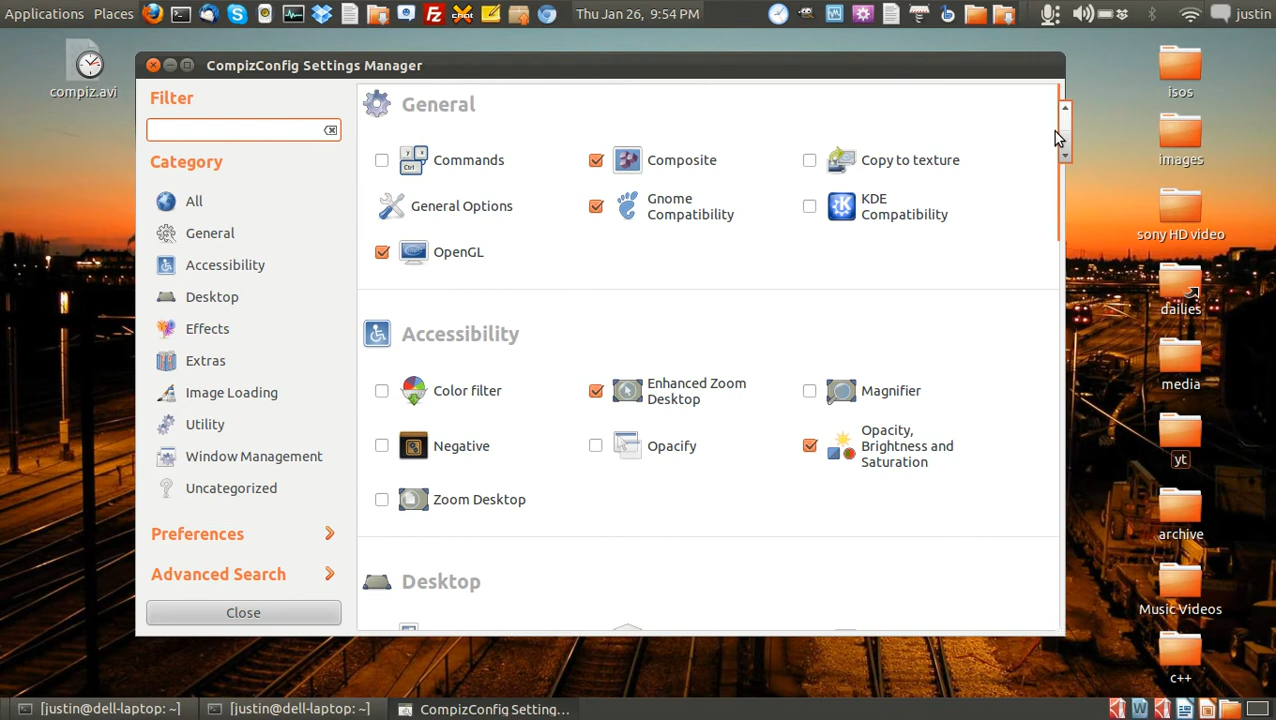 Applications Places Thu Jan 26, 9:54 PM justin
compiz.avi
CompizConfig Settings Manager
Filter
Category
All
General
Accessibility
Desktop
Effects
Extras
Image Loading
Utility
Window Management
Uncategorized
Preferences
Advanced Search
Close
General
Commands Composite Copy to texture
General Options Gnome Compatibility KDE Compatibility
OpenGL
Accessibility
Color filter Enhanced Zoom Desktop Magnifier
Negative Opacify Opacity, Brightness and Saturation
Zoom Desktop
Desktop
isos
images
sony HD video
dailies
media
yt
archive
Music Videos
c++
[justin@dell-laptop: ~] [justin@dell-laptop: ~] CompizConfig Setting...